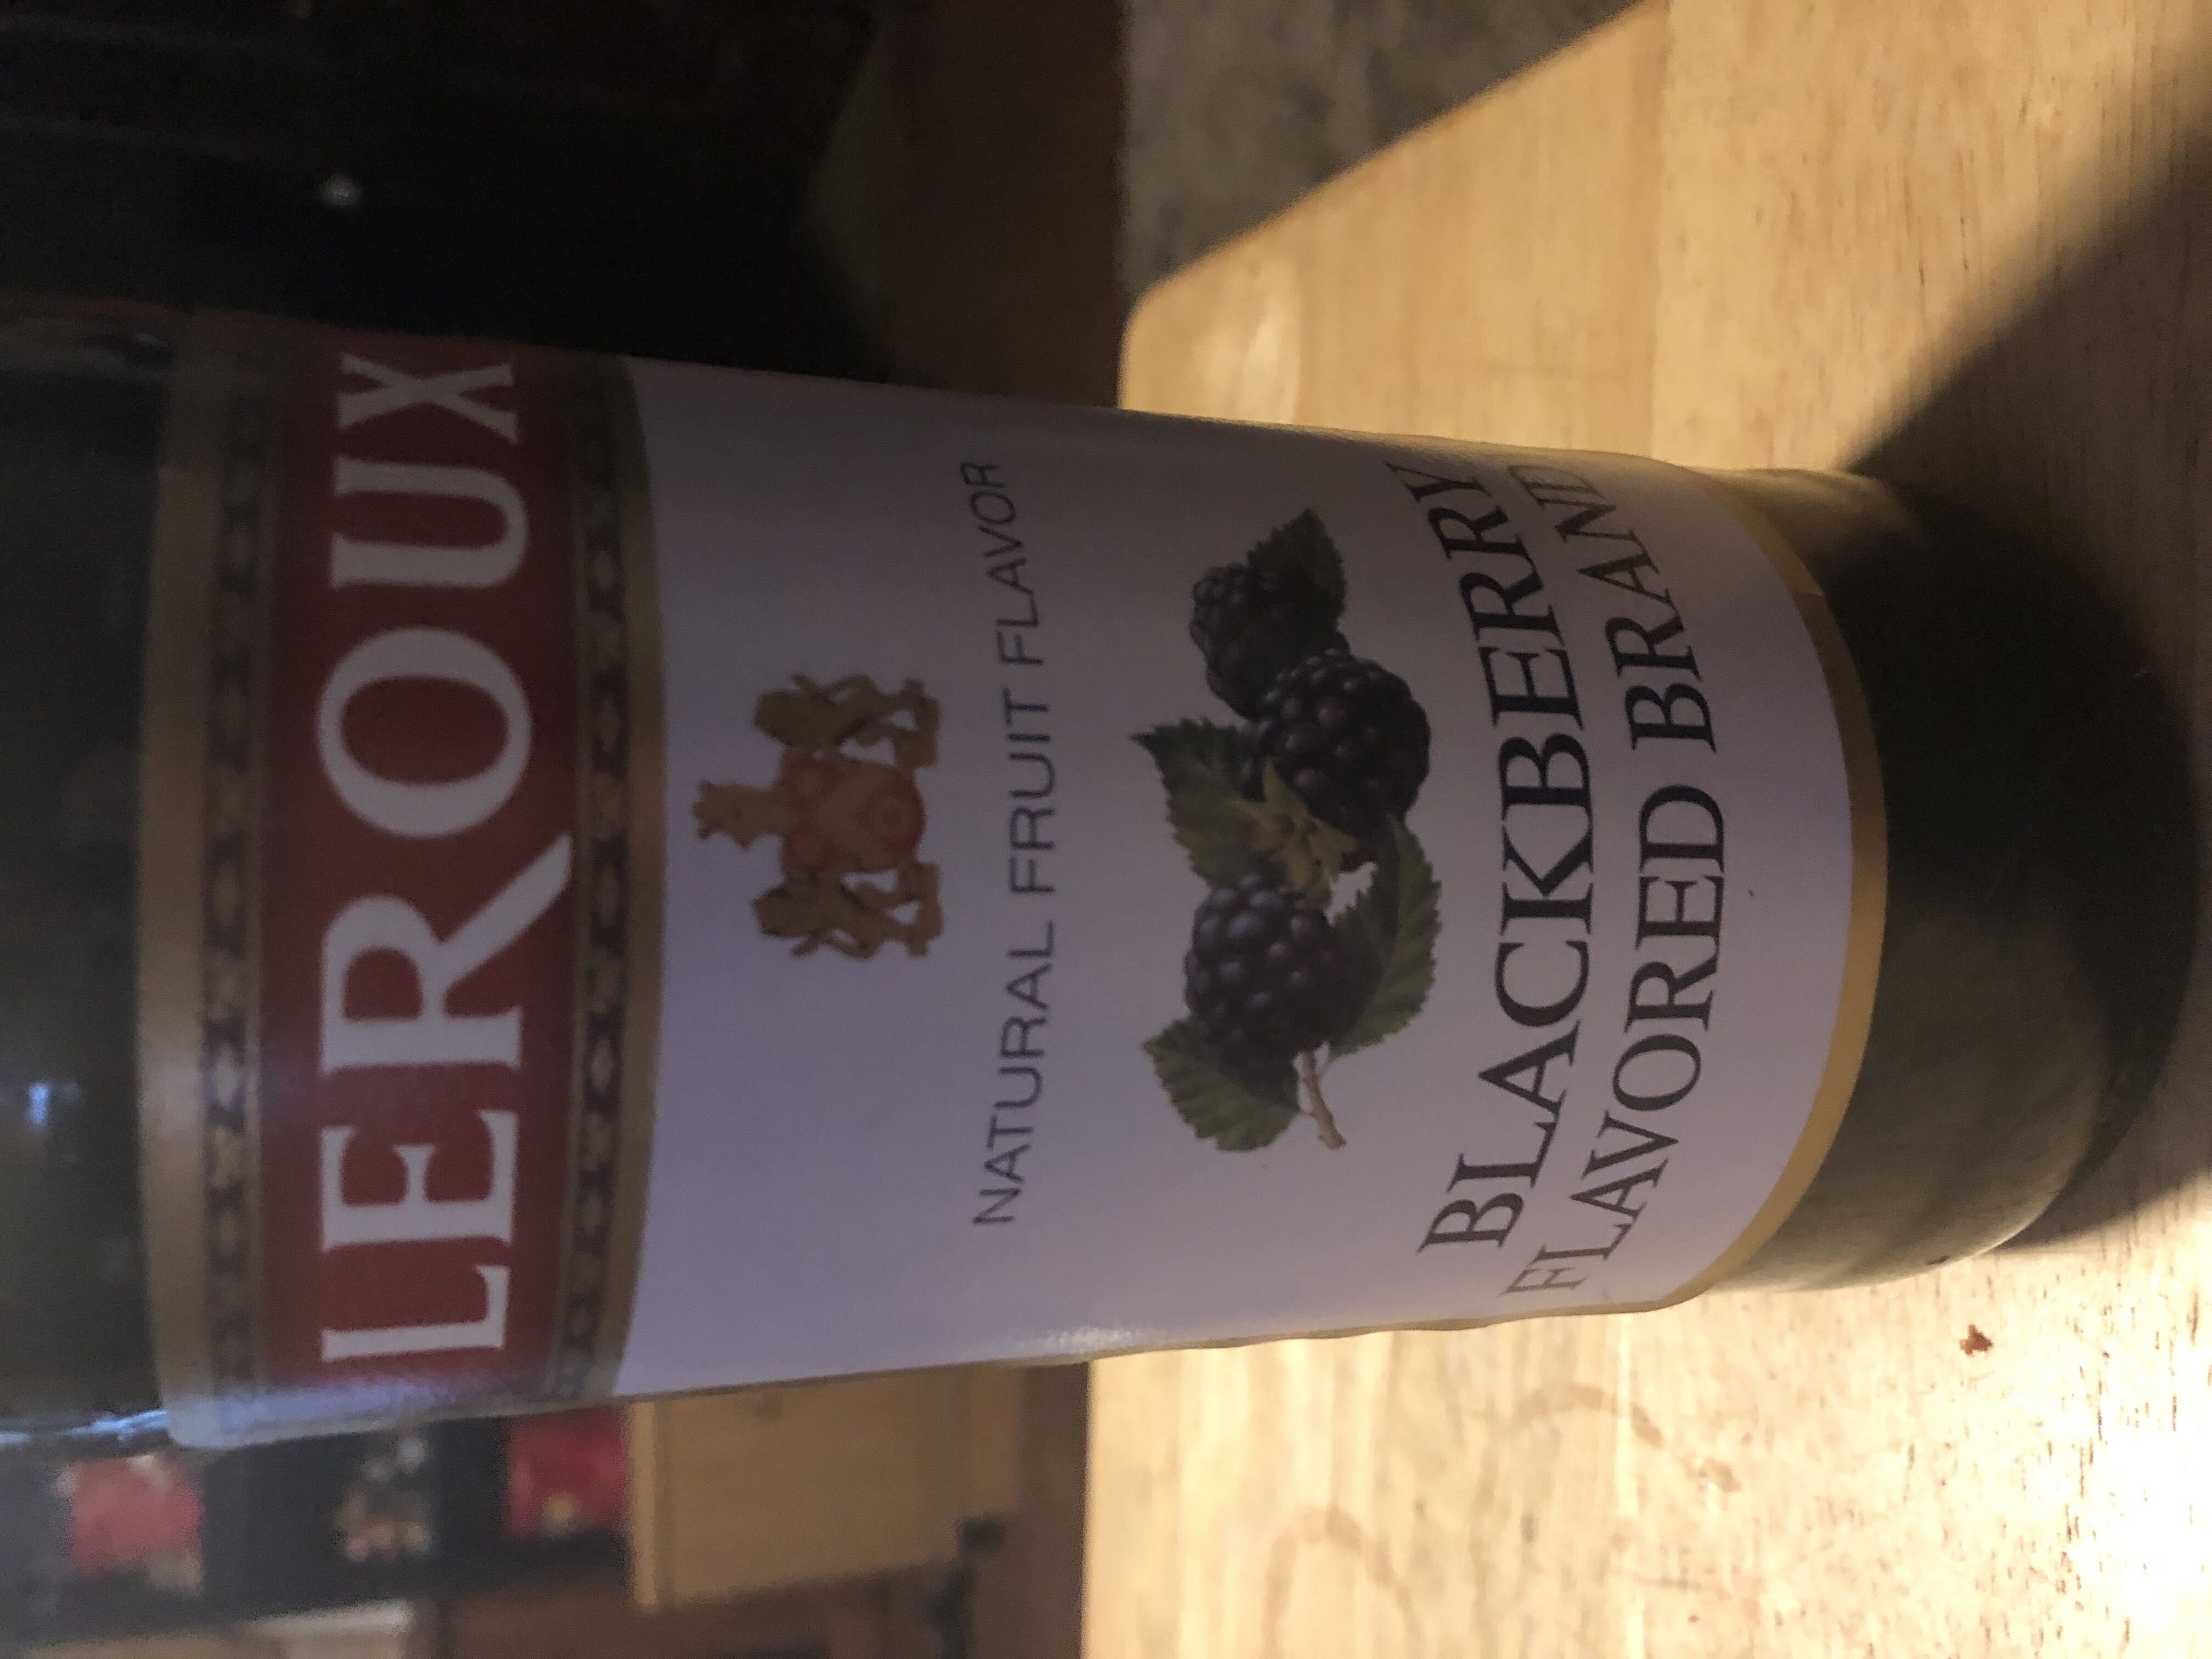 LEROUX
NATURAL FRUIT FLAVOR
BLACKBERRY
FLAVORED BRAND